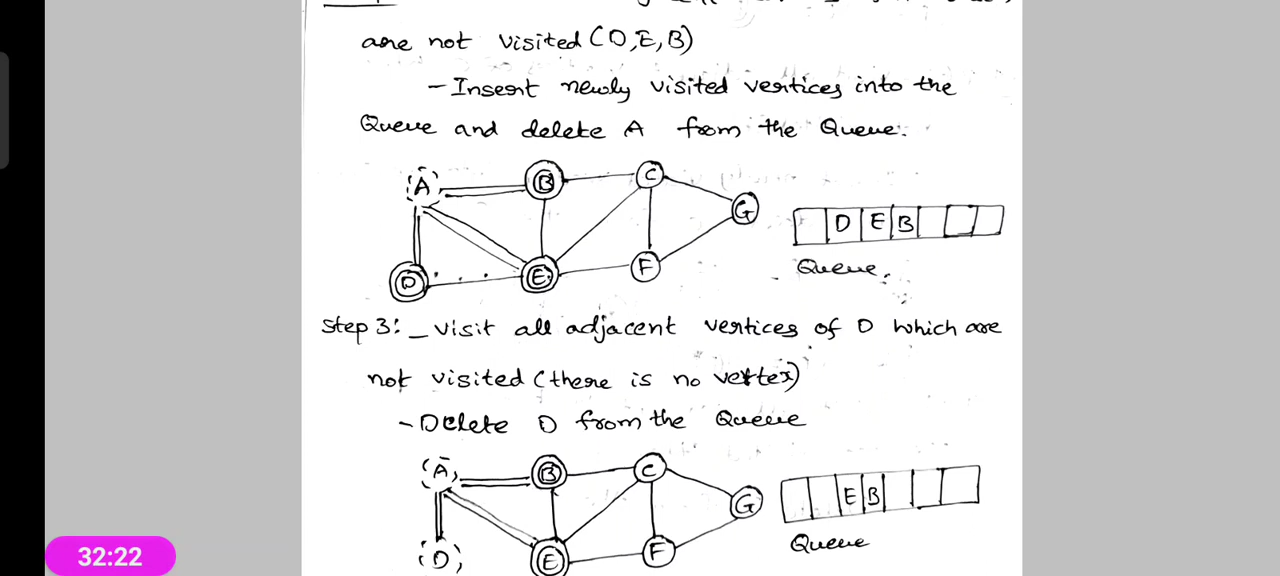 are not visited (D,E,B)
- Insert newly visited vertices into the
Queue and delete A from the Queue.
A B C
G
D E B
D E F
Queue.
Step 3: - visit all adjacent vertices of D which are
not visited (there is no vertex)
- Delete D from the Queue
A B C
G
E B
D E F
Queue
32:22